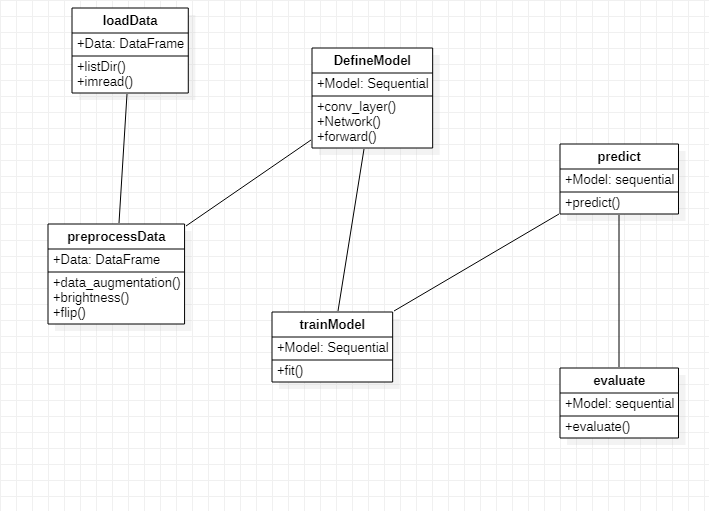 loadData
+Data: DataFrame
+listDir()
+imread()
DefineModel
+Model: Sequential
+conv_layer()
+Network()
+forward()
predict
+Model: sequential
+predict()
preprocessData
+Data: DataFrame
+data_augmentation()
+brightness()
+flip()
trainModel
+Model: Sequential
+fit()
evaluate
+Model: sequential
+evaluate()